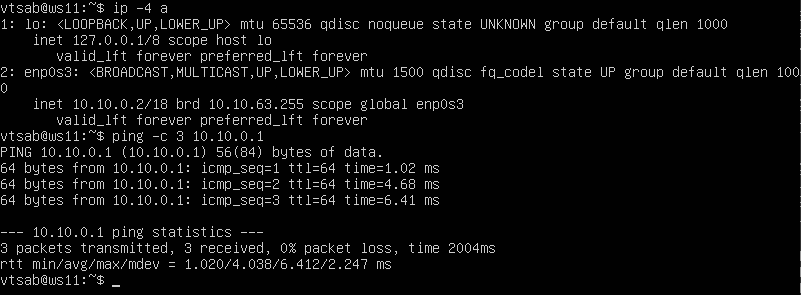 vtsab@ws11:~$ ip -4 a
1: lo: <LOOPBACK,UP,LOWER_UP> mtu 65536 qdisc noqueue state UNKNOWN group default qlen 1000
    inet 127.0.0.1/8 scope host lo
       valid_lft forever preferred_lft forever
2: enp0s3: <BROADCAST,MULTICAST,UP,LOWER_UP> mtu 1500 qdisc fq_codel state UP group default qlen 100
0
    inet 10.10.0.2/18 brd 10.10.63.255 scope global enp0s3
       valid_lft forever preferred_lft forever
vtsab@ws11:~$ ping -c 3 10.10.0.1
PING 10.10.0.1 (10.10.0.1) 56(84) bytes of data.
64 bytes from 10.10.0.1: icmp_seq=1 ttl=64 time=1.02 ms
64 bytes from 10.10.0.1: icmp_seq=2 ttl=64 time=4.68 ms
64 bytes from 10.10.0.1: icmp_seq=3 ttl=64 time=6.41 ms

--- 10.10.0.1 ping statistics ---
3 packets transmitted, 3 received, 0% packet loss, time 2004ms
rtt min/avg/max/mdev = 1.020/4.038/6.412/2.247 ms
vtsab@ws11:~$ _